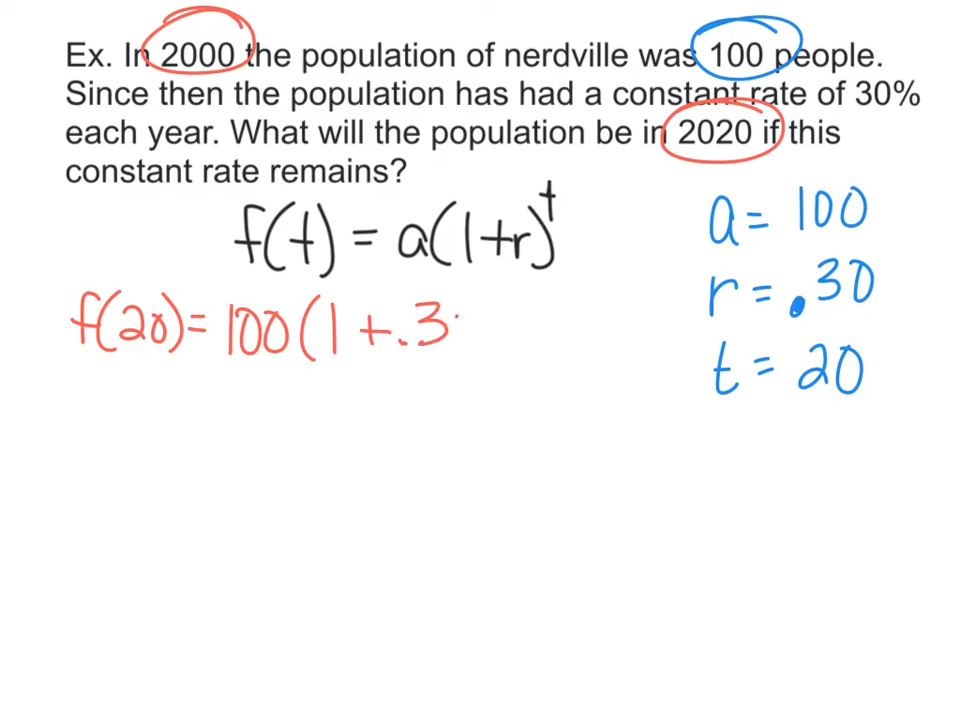 Ex. In 2000 the population of nerdville was 100 people.
Since then the population has had a constant rate of 30%
each year. What will the population be in 2020 if this
constant rate remains?
f(t) = a(1+r)^t
a = 100
r = .30
t = 20
f(20) = 100(1 + .3